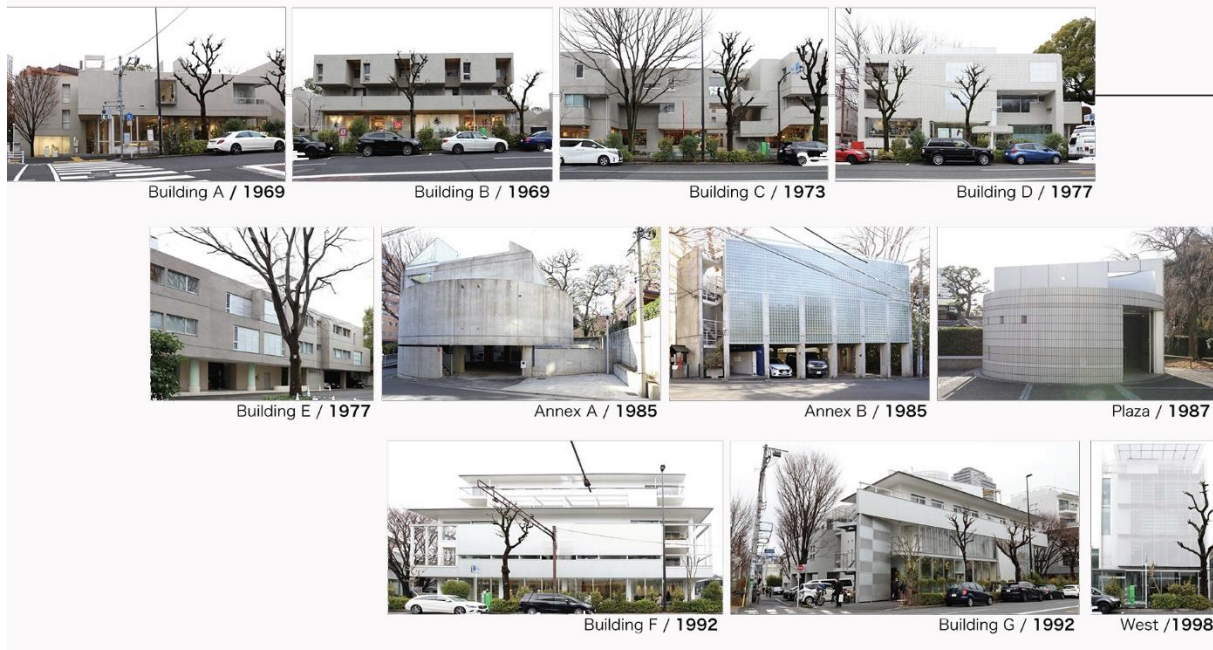 Building A / 1969
Building B / 1969
Building C / 1973
Building D / 1977
Building E / 1977
Annex A / 1985
Annex B / 1985
Plaza / 1987
Building F / 1992
Building G / 1992
West /1998